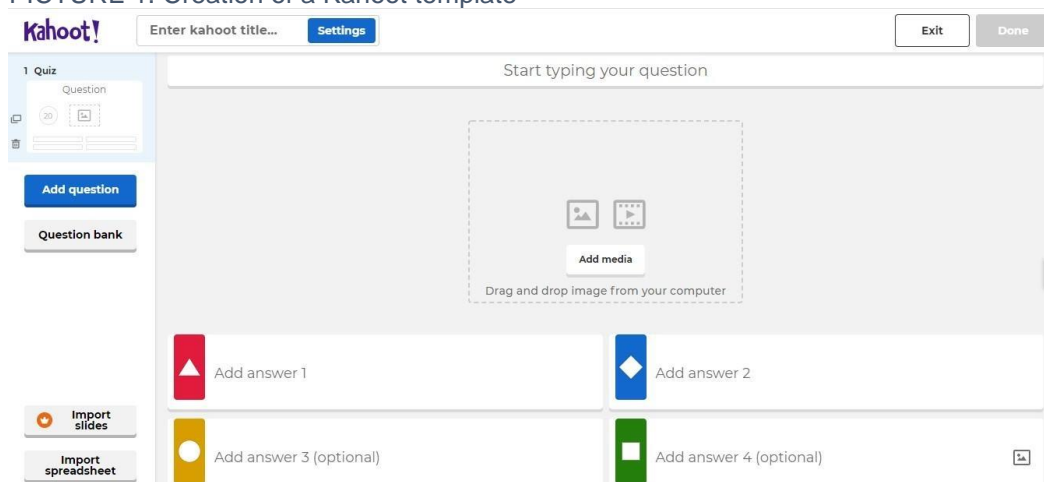 Kahoot!
Enter kahoot title...
Settings
Exit
Done
1 Quiz
Question
20
Add question
Question bank
Import
slides
Import
spreadsheet
Start typing your question
Add media
Drag and drop image from your computer
Add answer 1
Add answer 2
Add answer 3 (optional)
Add answer 4 (optional)